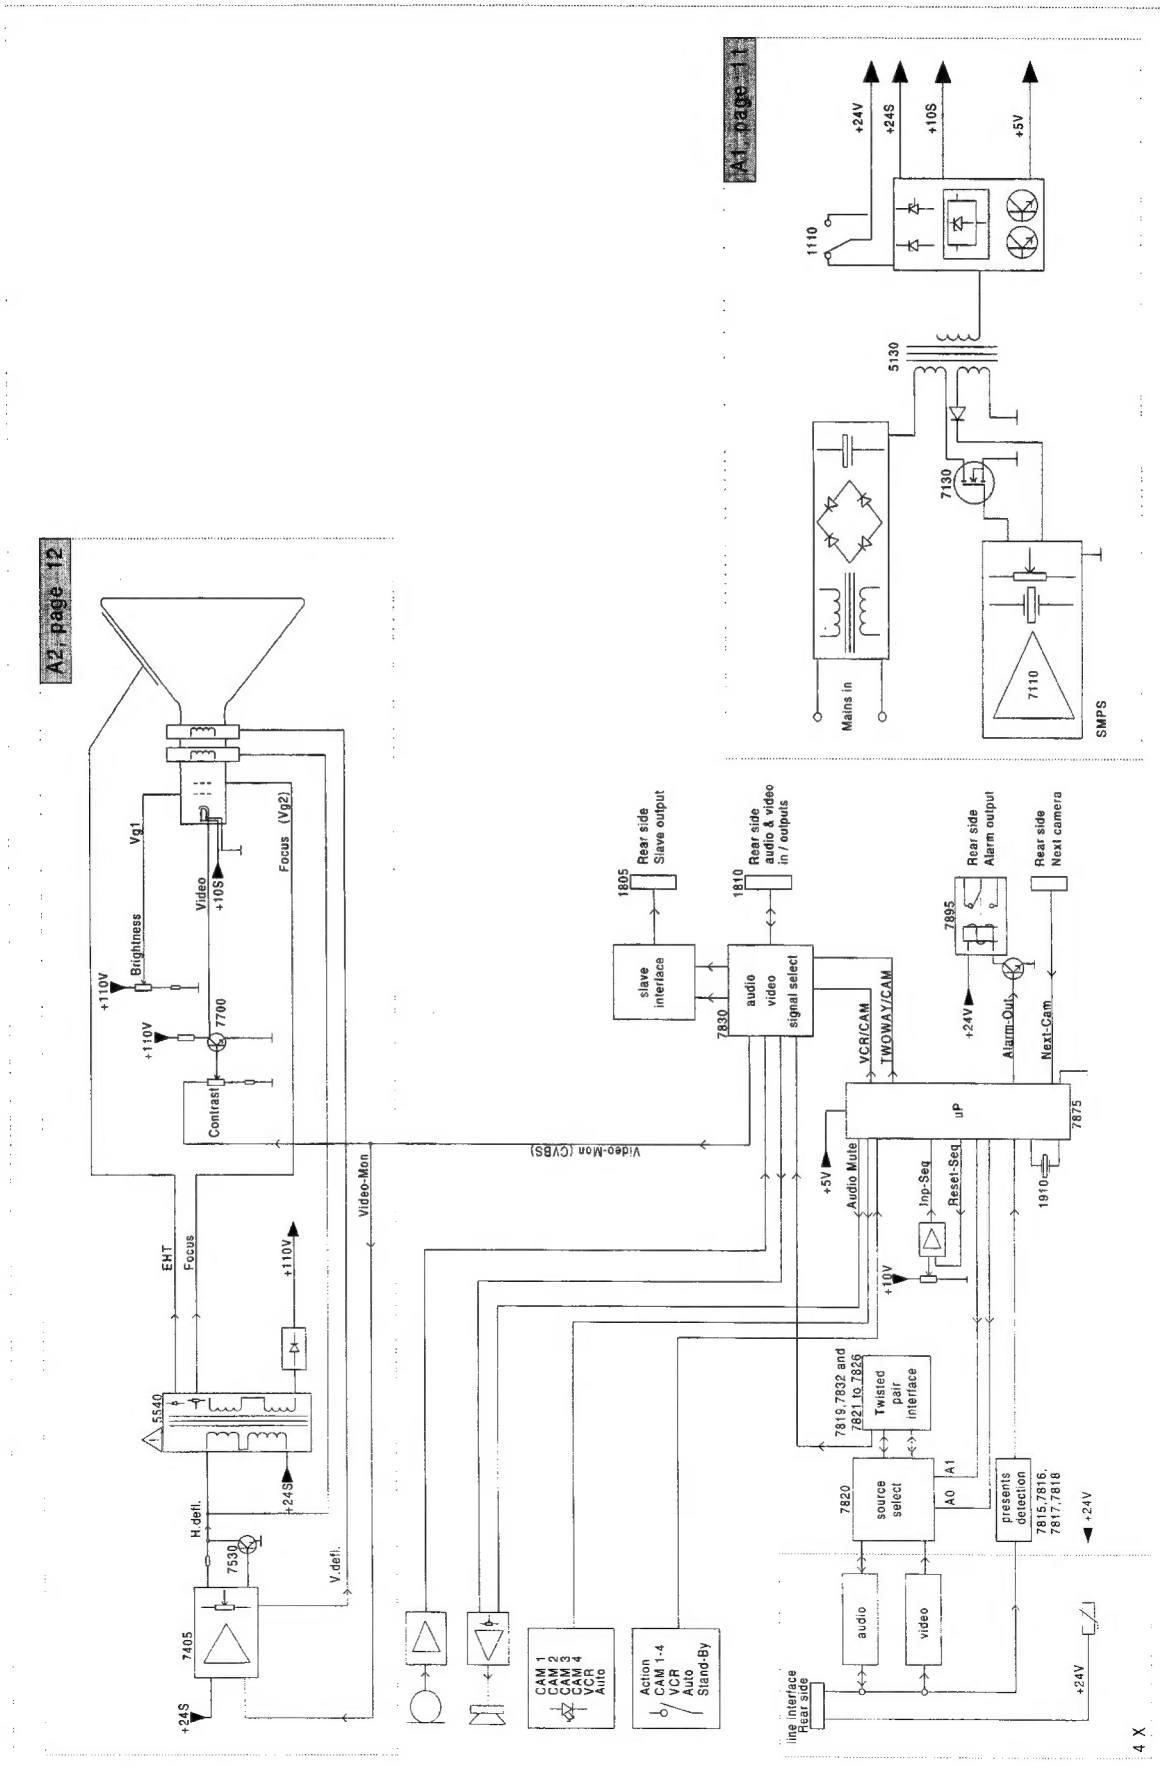 A2, page 12
EHT
Focus
5540
+24S
7405
H.defl.
7530
V.defl.
+24S
+110V
Video-Mon
Contrast
+110V
7700
+110V
Brightness
Video
+10S
Vg1
Focus (Vg2)
A1, page 11
Mains in
7110
SMPS
7130
5130
1110
+24V
+24S
+10S
+5V
Video-Mon (CVBS)
slave
interface
1805
Rear side
Slave output
7830
audio
video
signal select
1810
Rear side
audio & video
in / outputs
VCR/CAM
TWOWAY/CAM
+24V
7895
Rear side
Alarm output
Alarm-Out
Next-Cam
Rear side
Next camera
+5V
Audio Mute
uP
7875
Inp-Seq
Reset-Seq
+10V
1910
CAM 1
CAM 2
CAM 3
CAM 4
VCR
Auto
Action
CAM 1-4
VCR
Auto
Stand-By
7819,7832 and
7821 to 7826
Twisted
pair
interface
7820
source
select
A1
A0
presents
detection
7815,7816,
7817,7818
+24V
audio
video
line interface
Rear side
+24V
4 X